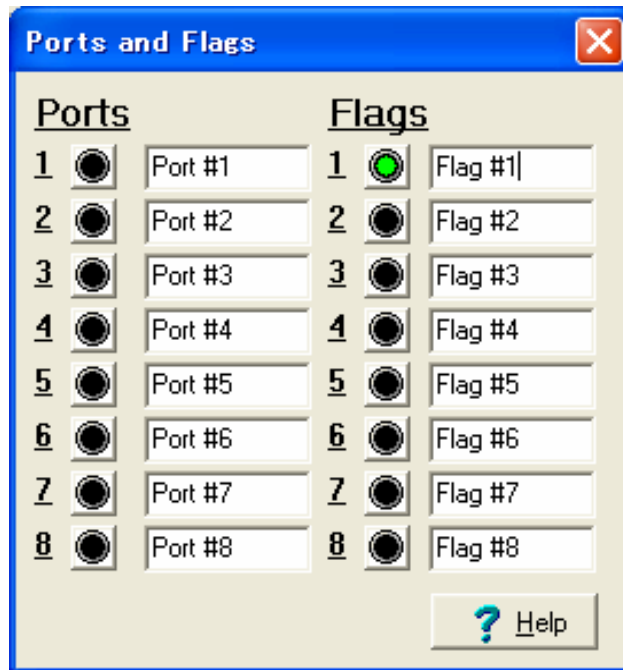 Ports and Flags
Ports Flags
1 Port #1 1 Flag #1
2 Port #2 2 Flag #2
3 Port #3 3 Flag #3
4 Port #4 4 Flag #4
5 Port #5 5 Flag #5
6 Port #6 6 Flag #6
7 Port #7 7 Flag #7
8 Port #8 8 Flag #8
? Help